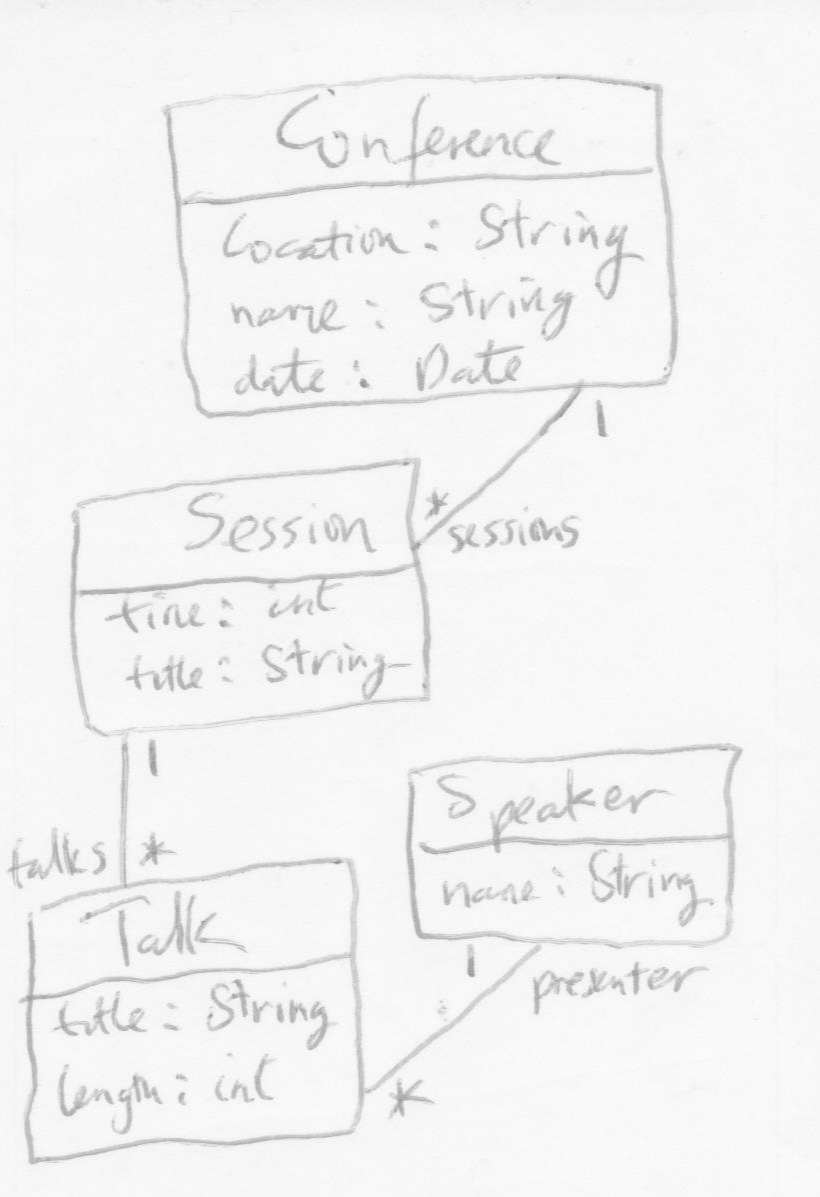 Conference
location : String
name : String
date : Date
1
*
sessions
Session
time : int
title : String
1
talks *
Speaker
name : String
1
presenter
Talk
title : String
length : int
*